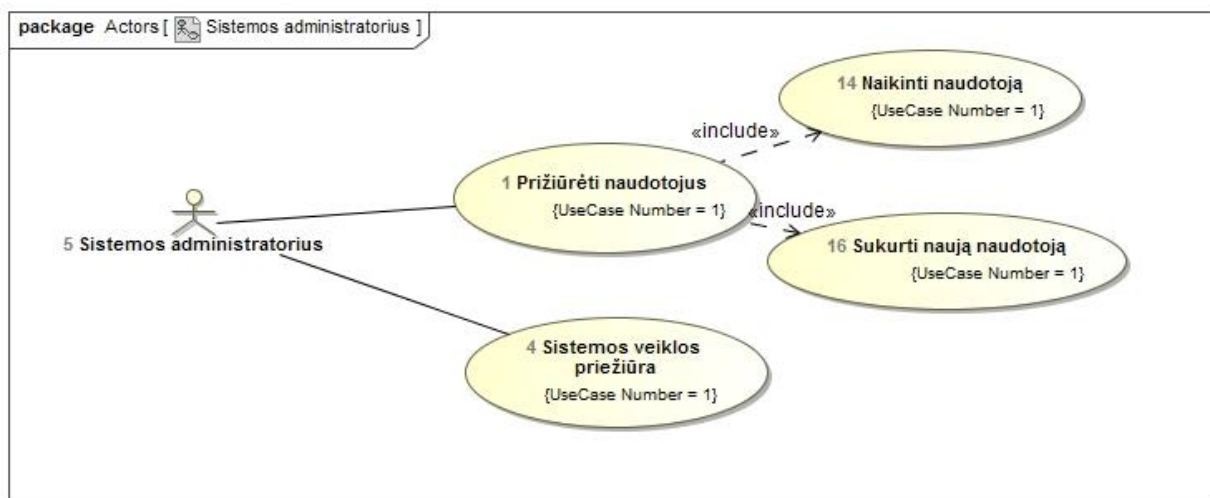 package Actors [ Sistemos administratorius ]
14 Naikinti naudotoją
{UseCase Number = 1}
«include»
1 Prižiūrėti naudotojus
{UseCase Number = 1}
«include»
5 Sistemos administratorius
16 Sukurti naują naudotoją
{UseCase Number = 1}
4 Sistemos veiklos
priežiūra
{UseCase Number = 1}